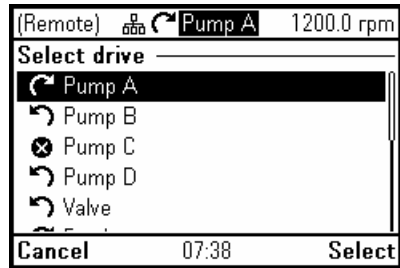 (Remote) Pump A 1200.0 rpm
Select drive
Pump A
Pump B
Pump C
Pump D
Valve
Cancel 07:38 Select